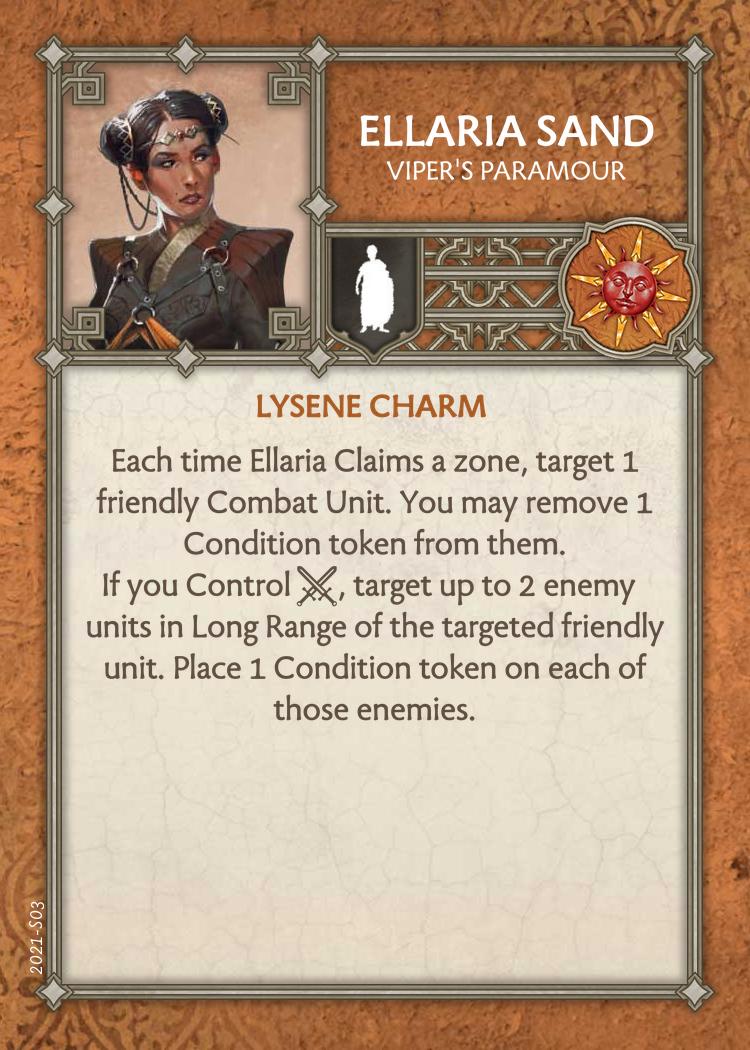 ELLARIA SAND
VIPER'S PARAMOUR
LYSENE CHARM
Each time Ellaria Claims a zone, target 1
friendly Combat Unit. You may remove 1
Condition token from them.
If you Control , target up to 2 enemy
units in Long Range of the targeted friendly
unit. Place 1 Condition token on each of
those enemies.
2021-S03